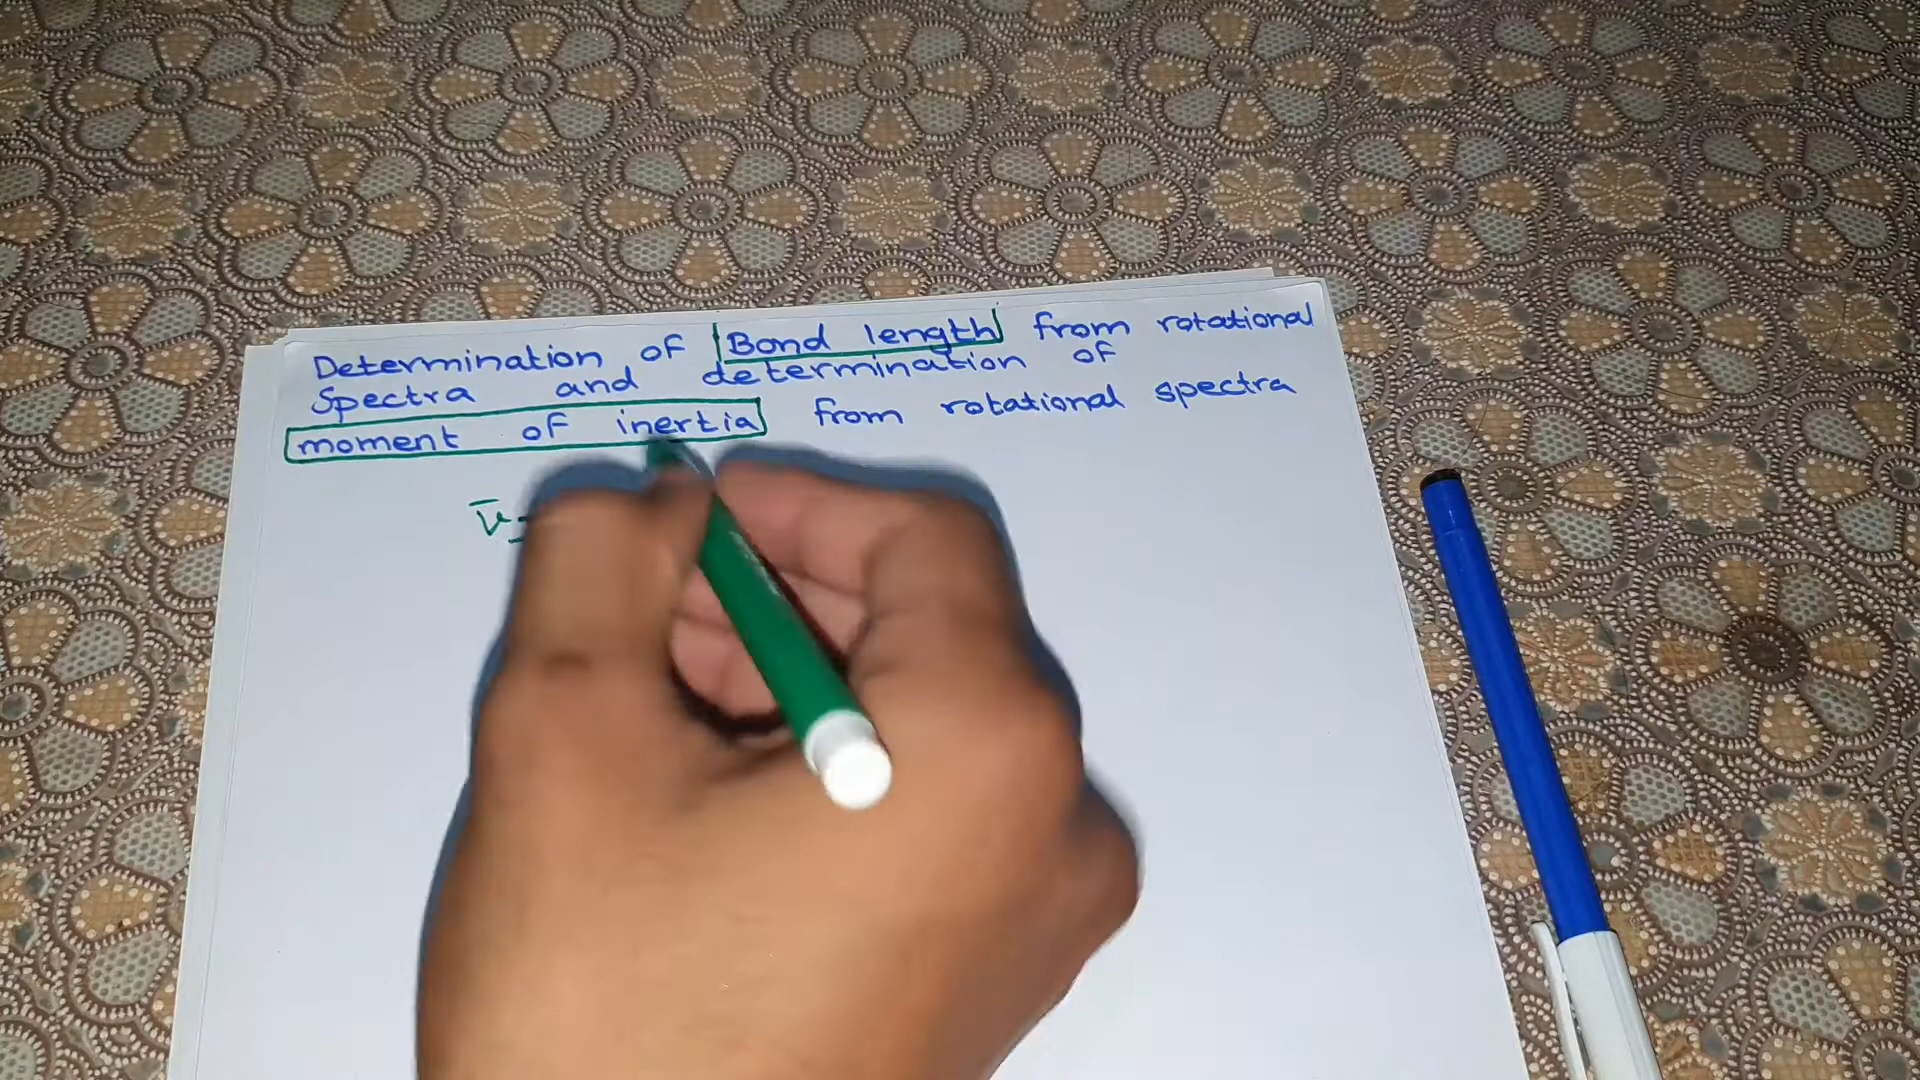 Determination of Bond length from rotational
Spectra and determination of
moment of inertia from rotational spectra
ν̅ =